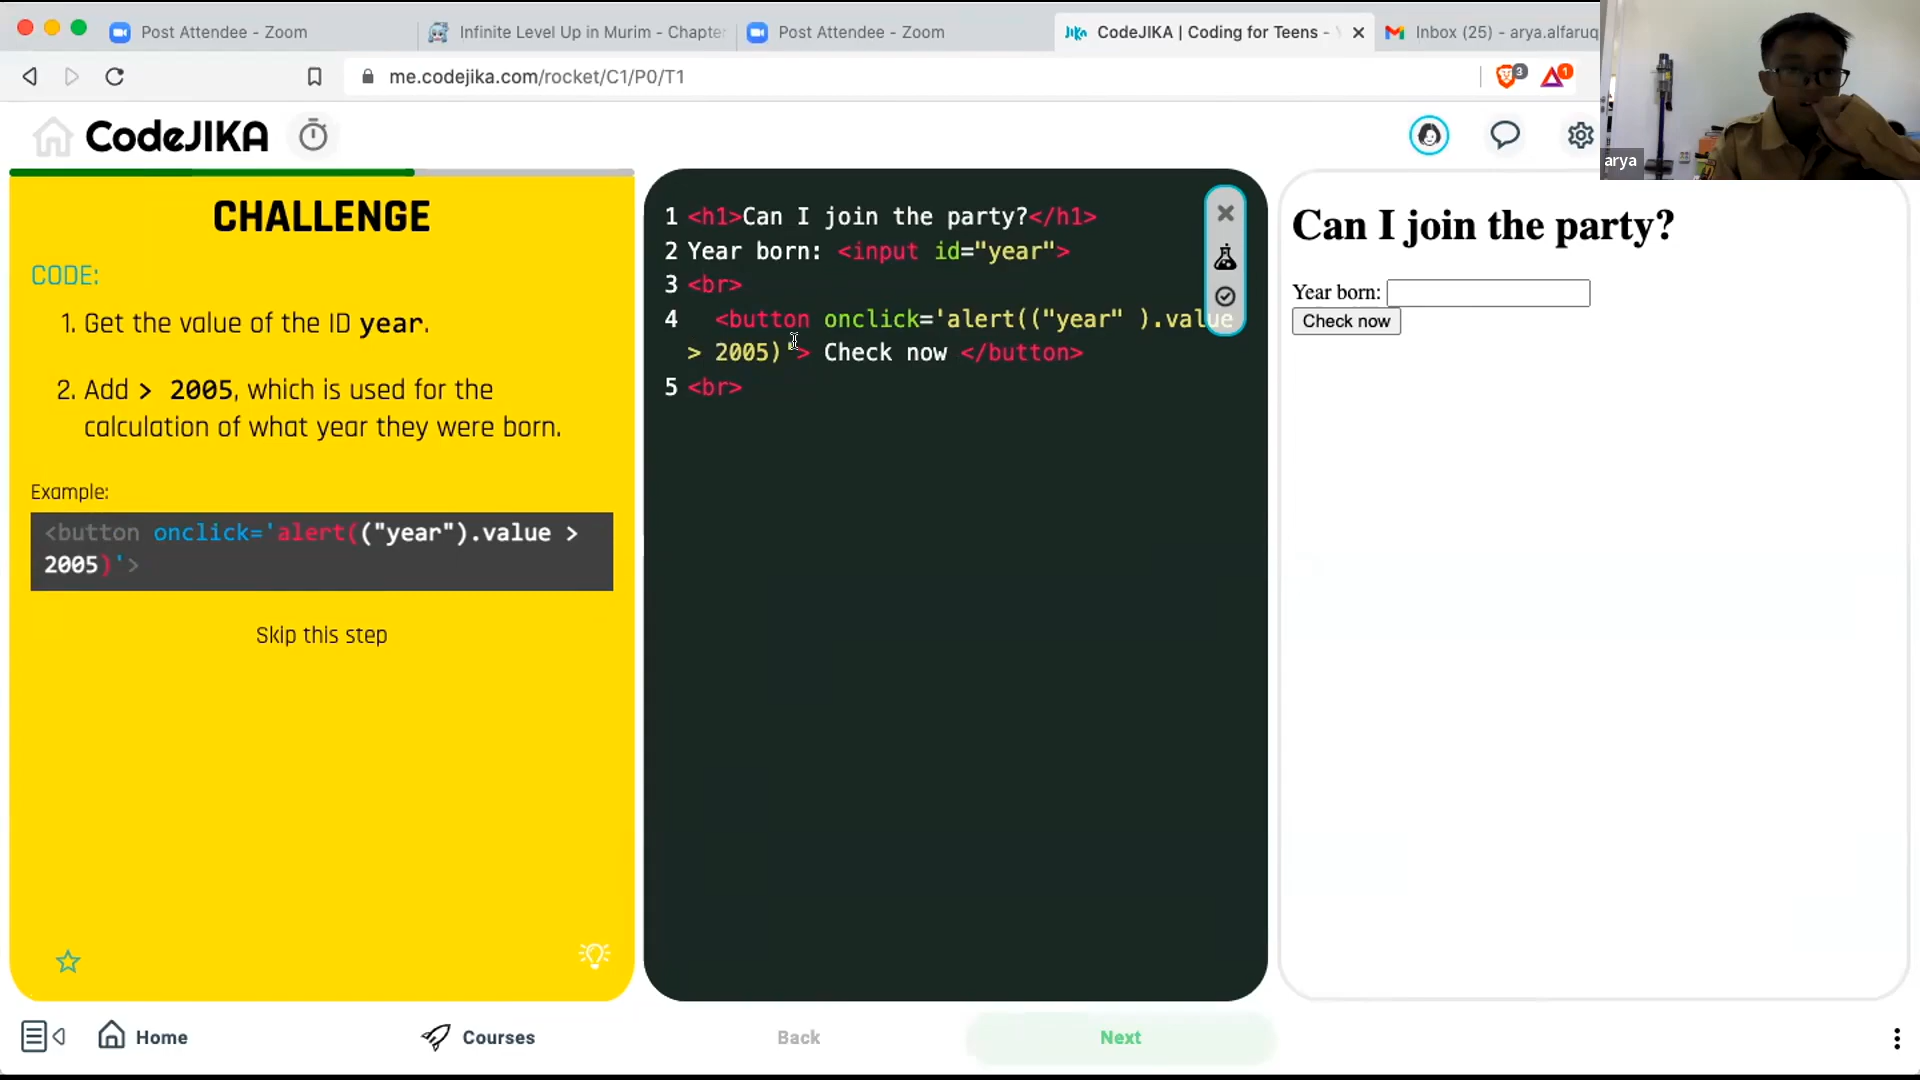 Post Attendee - Zoom
Infinite Level Up in Murim - Chapter
Post Attendee - Zoom
JIKA CodeJIKA | Coding for Teens -
Inbox (25) - arya.alfaruq
me.codejika.com/rocket/C1/P0/T1
3
1
arya
CodeJIKA
CHALLENGE
CODE:
1. Get the value of the ID year.
2. Add > 2005, which is used for the
calculation of what year they were born.
Example:
<button onclick='alert(("year").value >
2005)'>
Skip this step
1 <h1>Can I join the party?</h1>
2 Year born: <input id="year">
3 <br>
4 <button onclick='alert(("year" ).value
> 2005)'> Check now </button>
5 <br>
Can I join the party?
Year born:
Check now
Home
Courses
Back
Next